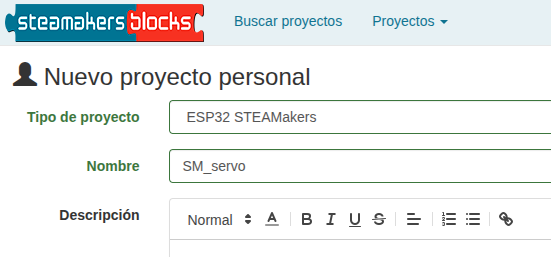 steamakers blocks Buscar proyectos Proyectos
Nuevo proyecto personal
Tipo de proyecto ESP32 STEAMakers
Nombre SM_servo
Descripción Normal A B I U S